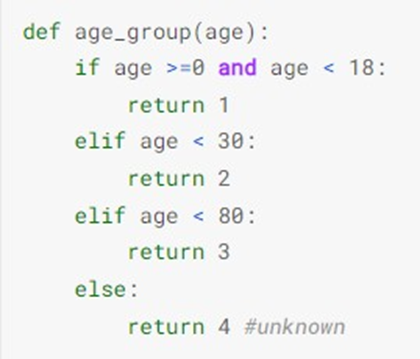 def age_group(age):
    if age >=0 and age < 18:
        return 1
    elif age < 30:
        return 2
    elif age < 80:
        return 3
    else:
        return 4 #unknown